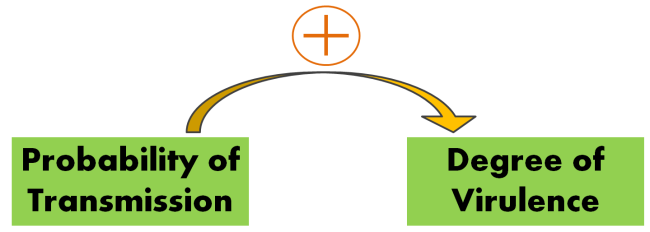 +
Probability of
Transmission
Degree of
Virulence